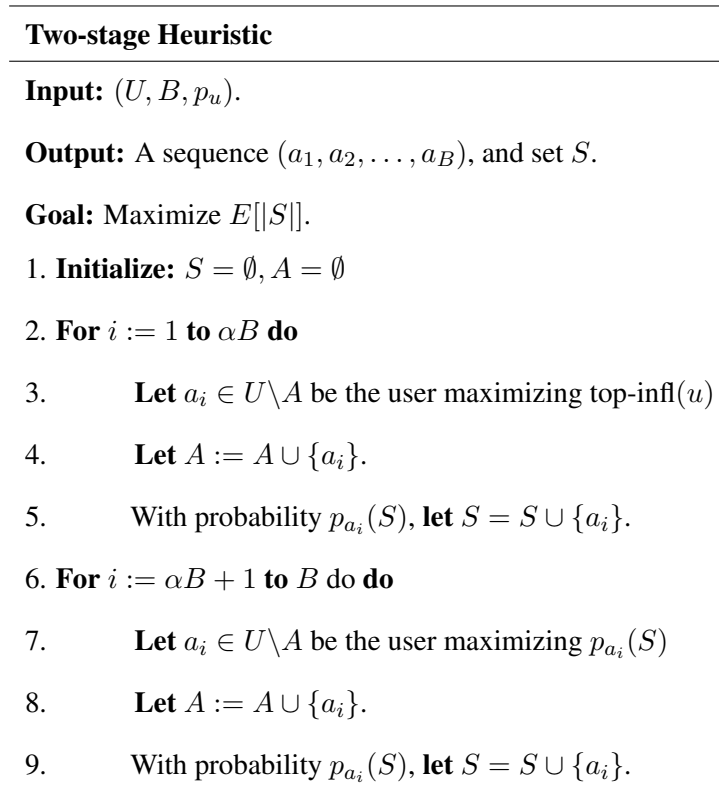 Two-stage Heuristic
Input: (U, B, p_u).
Output: A sequence (a_1, a_2, . . . , a_B), and set S.
Goal: Maximize E[|S|].
1. Initialize: S = ∅, A = ∅
2. For i := 1 to αB do
3. Let a_i ∈ U\A be the user maximizing top-infl(u)
4. Let A := A ∪ {a_i}.
5. With probability p_{a_i}(S), let S = S ∪ {a_i}.
6. For i := αB + 1 to B do do
7. Let a_i ∈ U\A be the user maximizing p_{a_i}(S)
8. Let A := A ∪ {a_i}.
9. With probability p_{a_i}(S), let S = S ∪ {a_i}.